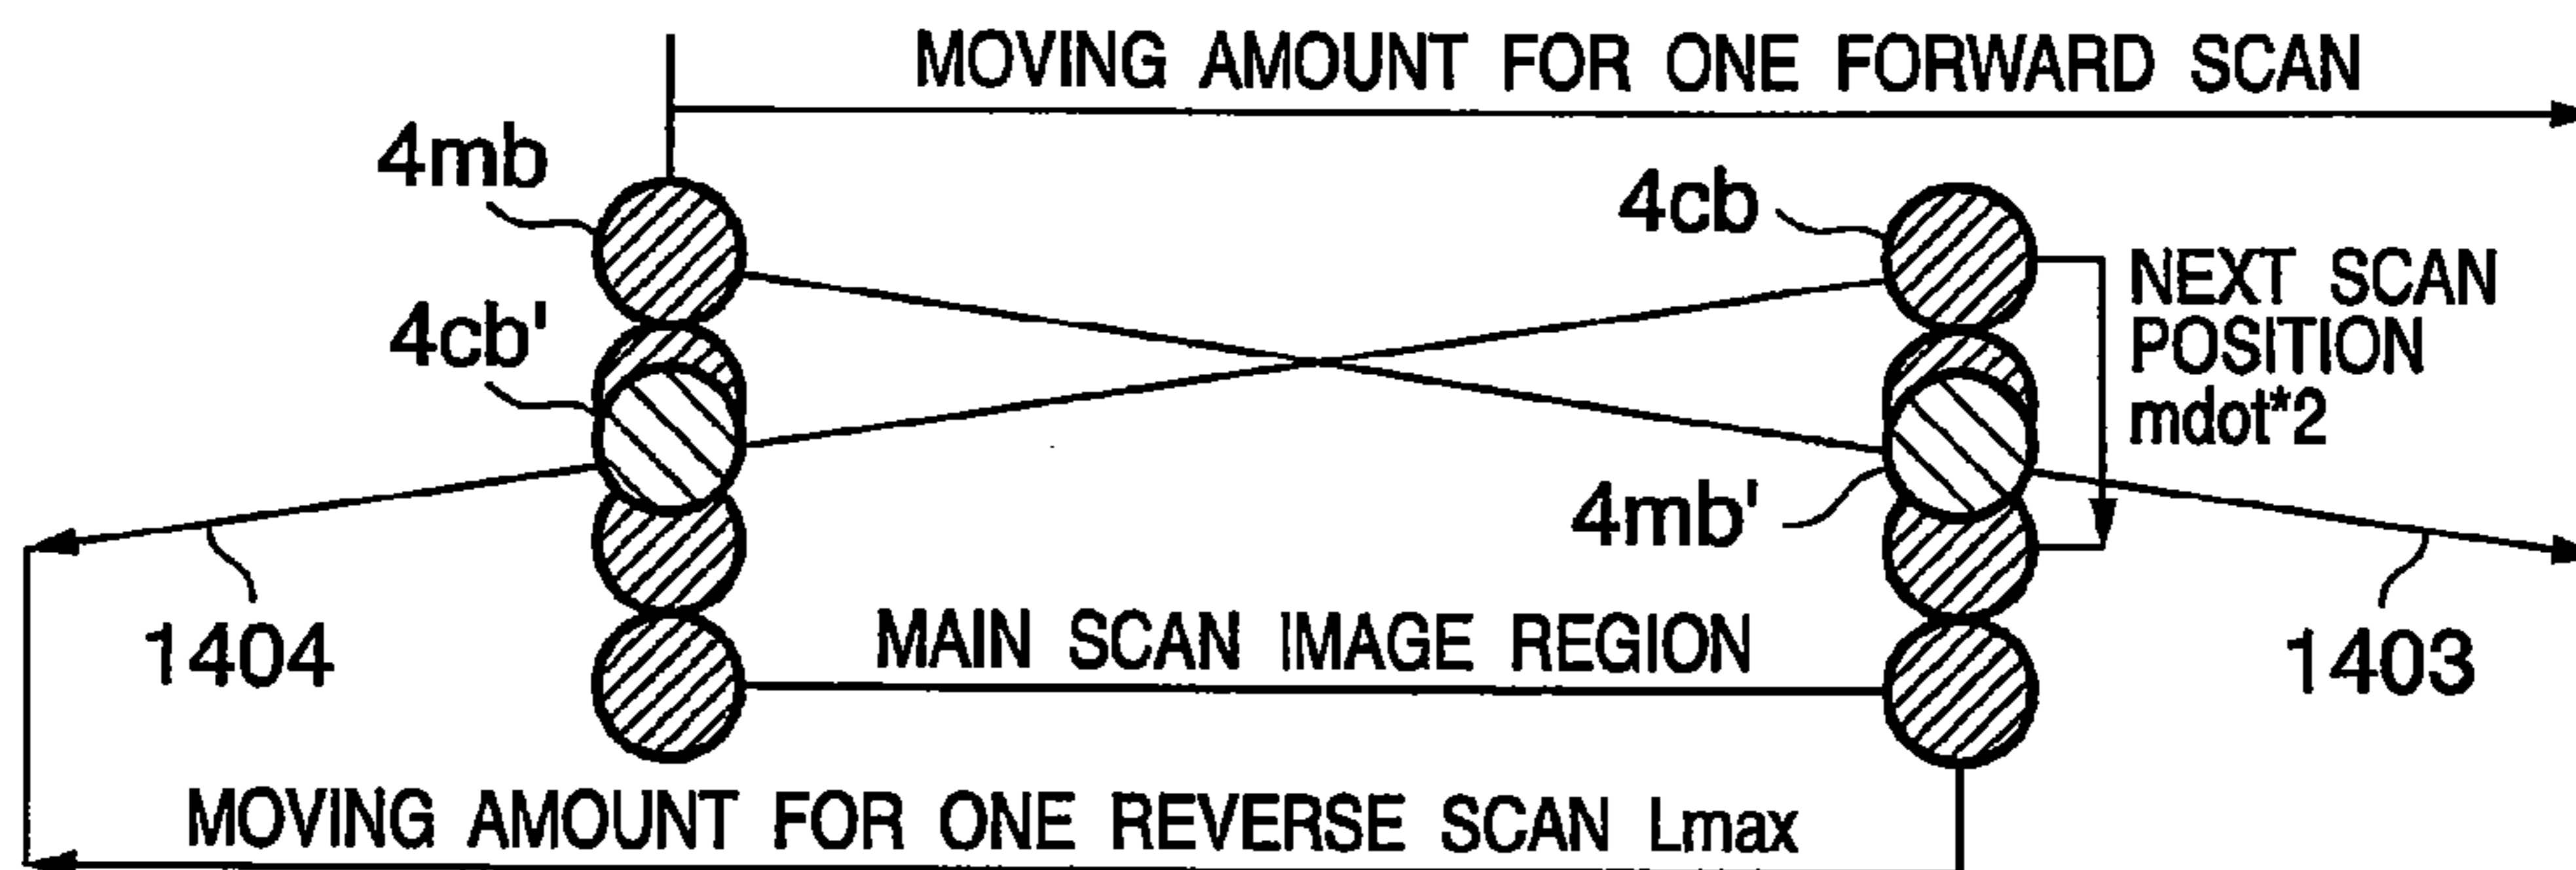 MOVING AMOUNT FOR ONE FORWARD SCAN
4mb
4cb
4cb'
NEXT SCAN
POSITION
mdot*2
4mb'
1404
MAIN SCAN IMAGE REGION
1403
MOVING AMOUNT FOR ONE REVERSE SCAN Lmax